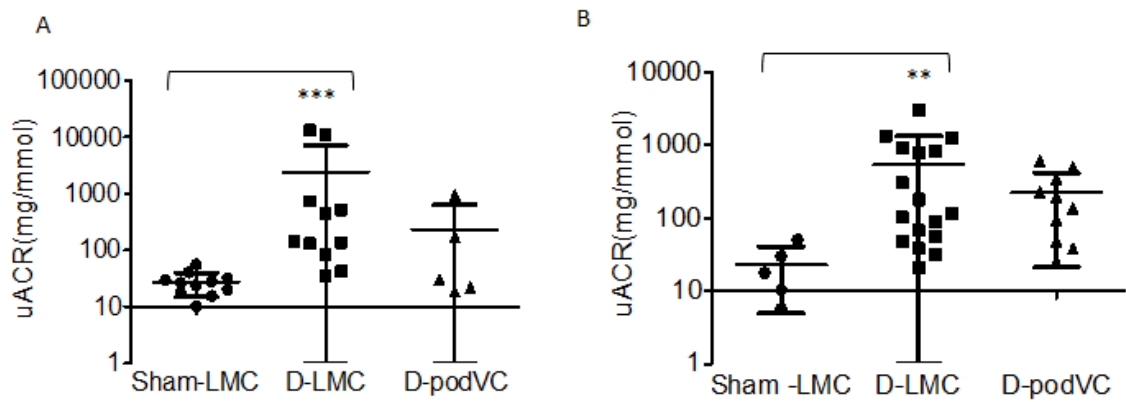 A
uACR(mg/mmol)
100000
10000
1000
100
10
1
***
Sham-LMC D-LMC D-podVC
B
uACR(mg/mmol)
10000
1000
100
10
1
**
Sham -LMC D-LMC D-podVC